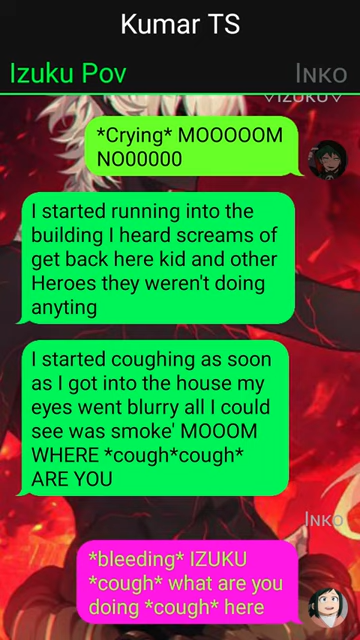 Kumar TS
Izuku Pov
Inko
♡Izuku♡
*Crying* MOOOOOM
NO00000
I started running into the
building I heard screams of
get back here kid and other
Heroes they weren't doing
anyting
I started coughing as soon
as I got into the house my
eyes went blurry all I could
see was smoke' MOOOM
WHERE *cough*cough*
ARE YOU
Inko
*bleeding* IZUKU
*cough* what are you
doing *cough* here